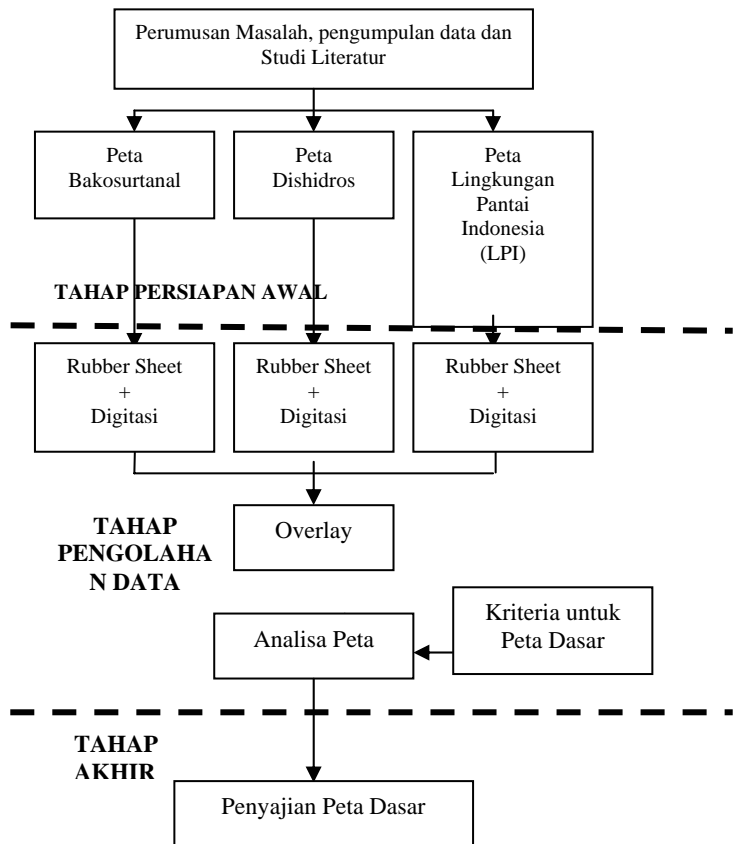 Perumusan Masalah, pengumpulan data dan
Studi Literatur
Peta
Bakosurtanal
Peta
Dishidros
Peta
Lingkungan
Pantai
Indonesia
(LPI)
TAHAP PERSIAPAN AWAL
Rubber Sheet
+
Digitasi
Rubber Sheet
+
Digitasi
Rubber Sheet
+
Digitasi
TAHAP
PENGOLAHA
N DATA
Overlay
Kriteria untuk
Peta Dasar
Analisa Peta
TAHAP
AKHIR
Penyajian Peta Dasar